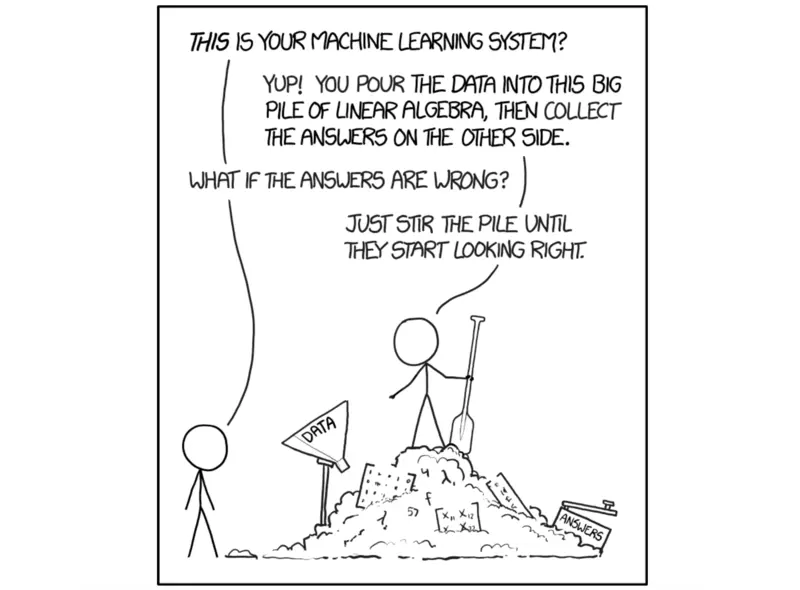 THIS IS YOUR MACHINE LEARNING SYSTEM?
YUP! YOU POUR THE DATA INTO THIS BIG
PILE OF LINEAR ALGEBRA, THEN COLLECT
THE ANSWERS ON THE OTHER SIDE.
WHAT IF THE ANSWERS ARE WRONG?
JUST STIR THE PILE UNTIL
THEY START LOOKING RIGHT.
DATA
ANSWERS